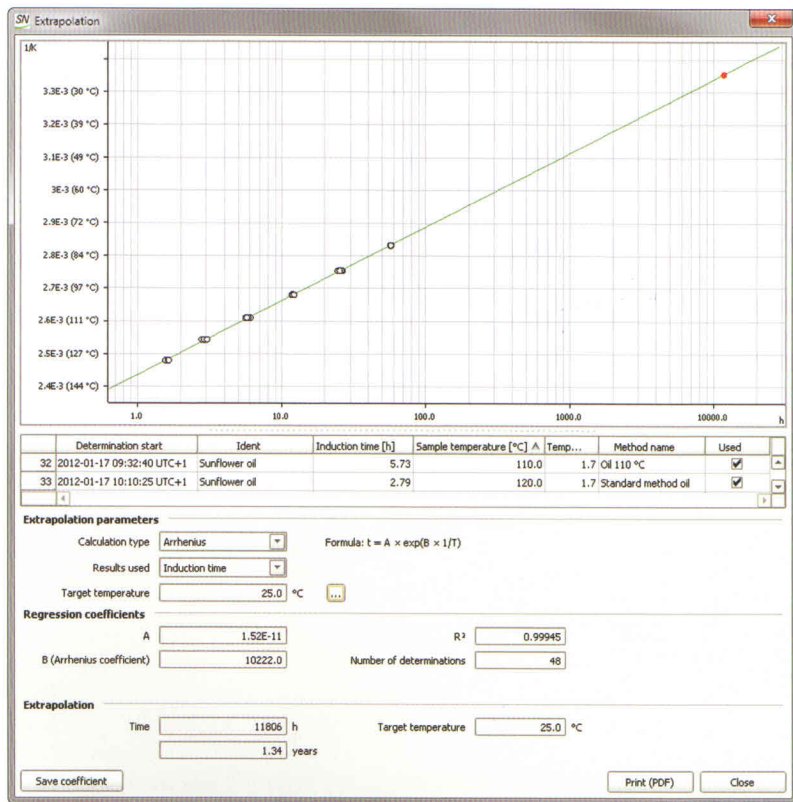 SN Extrapolation
1/K
3.3E-3 (30 °C)
3.2E-3 (39 °C)
3.1E-3 (49 °C)
3E-3 (60 °C)
2.9E-3 (72 °C)
2.8E-3 (84 °C)
2.7E-3 (97 °C)
2.6E-3 (111 °C)
2.5E-3 (127 °C)
2.4E-3 (144 °C)
1.0 10.0 100.0 1000.0 10000.0 h
Determination start Ident Induction time [h] Sample temperature [°C] Temp... Method name Used
32 2012-01-17 09:32:40 UTC+1 Sunflower oil 5.73 110.0 1.7 Oil 110 °C
33 2012-01-17 10:10:25 UTC+1 Sunflower oil 2.79 120.0 1.7 Standard method oil
Extrapolation parameters
Calculation type Arrhenius Formula: t = A × exp(B × 1/T)
Results used Induction time
Target temperature 25.0 °C ...
Regression coefficients
A 1.52E-11 R² 0.99945
B (Arrhenius coefficient) 10222.0 Number of determinations 48
Extrapolation
Time 11806 h Target temperature 25.0 °C
1.34 years
Save coefficient Print (PDF) Close